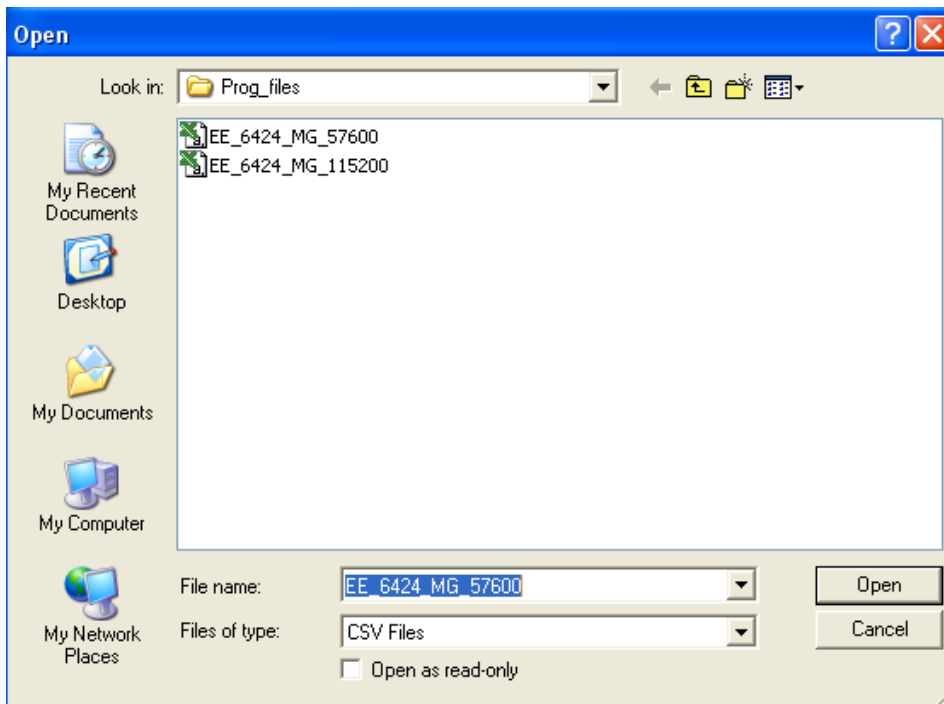 Open
Look in: Prog_files
EE_6424_MG_57600
EE_6424_MG_115200
My Recent
Documents
Desktop
My Documents
My Computer
My Network
Places
File name: EE_6424_MG_57600 Open
Files of type: CSV Files Cancel
Open as read-only